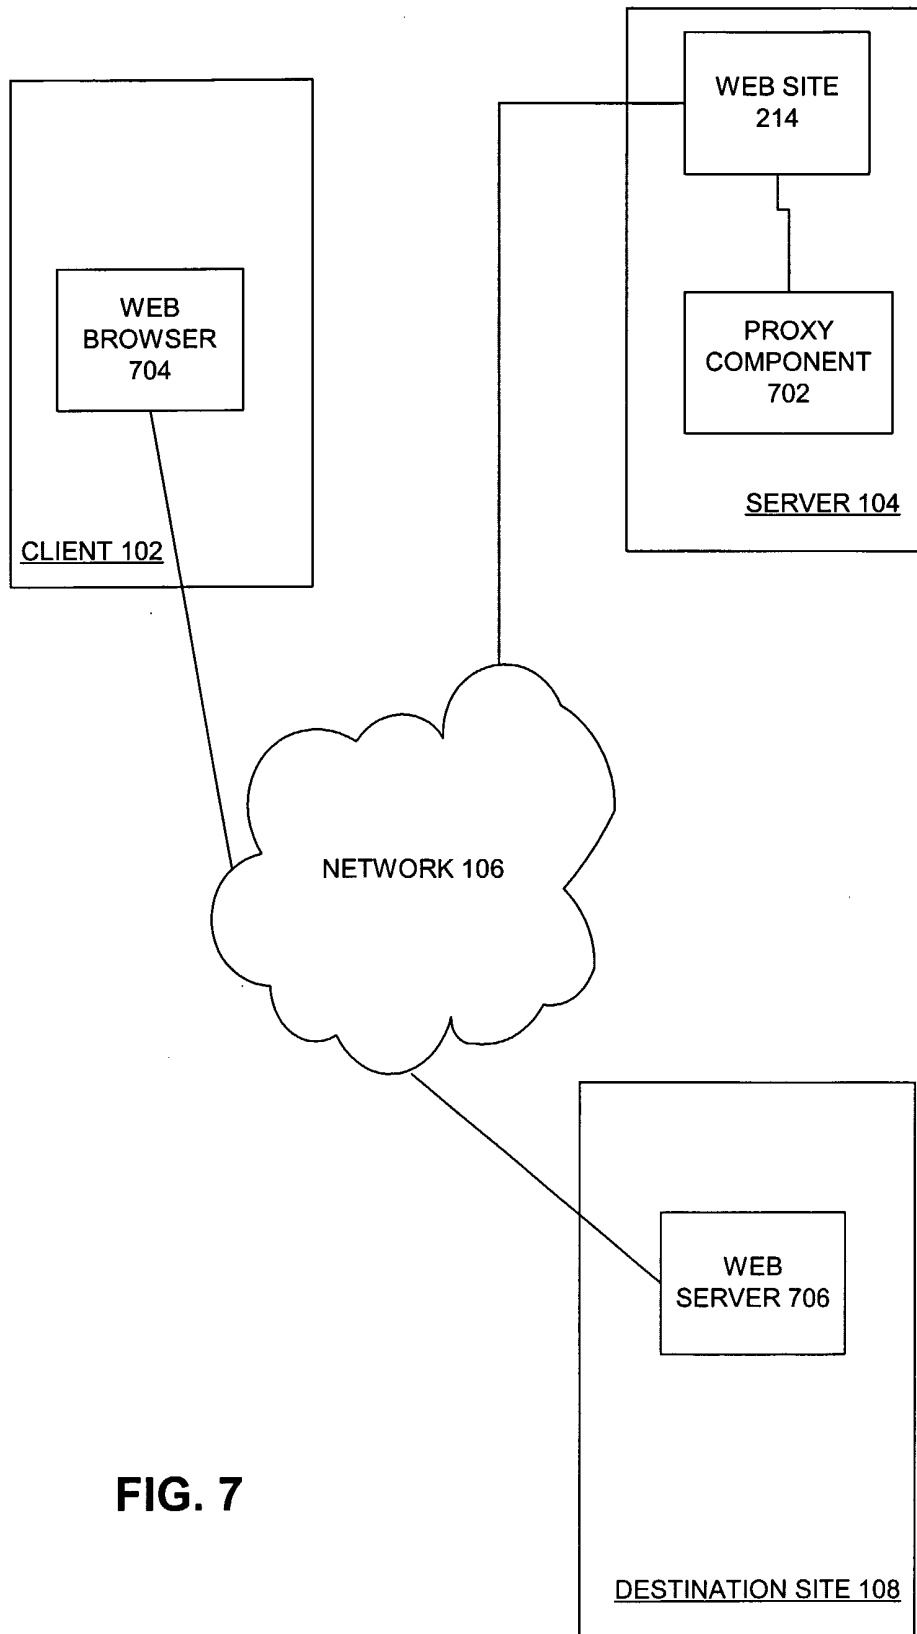 WEB SITE
214
WEB
BROWSER
704
PROXY
COMPONENT
702
SERVER 104
CLIENT 102
NETWORK 106
WEB
SERVER 706
FIG. 7
DESTINATION SITE 108